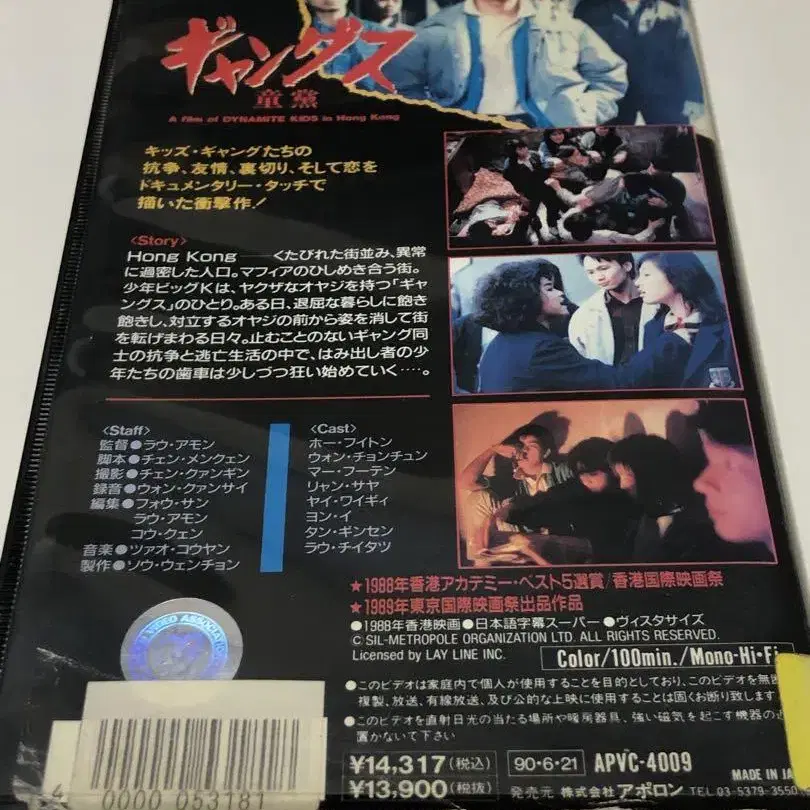 ギャングス
童黨
A film of DYNAMITE KIDS in Hong Kong
キッズ・ギャングたちの
抗争、友情、裏切り、そして恋を
ドキュメンタリー・タッチで
描いた衝撃作！
〈Story〉
Hong Kong ── くたびれた街並み、異常
に過密した人口。マフィアのひしめき合う街。
少年ビッグKは、ヤクザなオヤジを持つ「ギャ
ングス」のひとり。ある日、退屈な暮らしに飽き
飽きし、対立するオヤジの前から姿を消して街
を転げまわる日々。止むことのないギャング同
士の抗争と逃亡生活の中で、はみ出し者の少
年たちの歯車は少しづつ狂い始めていく‥‥。
〈Staff〉
監督●ラウ・アモン
脚本●チェン・メンクェン
撮影●チェン・クァンギン
録音●ウォン・クァンサイ
編集●フォウ・サン
ラウ・アモン
コウ・クェン
音楽●ツァオ・コウヤン
製作●ソウ・ウェンチョン
〈Cast〉
ホー・フイトン
ウォン・チョンチュン
マー・フーテン
リャン・サヤ
ヤイ・ワイギィ
ヨン・イ
タン・ギンセン
ラウ・チイタツ
★1988年香港アカデミー・ベスト5選賞/香港国際映画祭
★1989年東京国際映画祭出品作品
●1988年香港映画●日本語字幕スーパー●ヴィスタサイズ
© SIL-METROPOLE ORGANIZATION LTD. ALL RIGHTS RESERVED.
Licensed by LAY LINE INC.
Color/100min./Mono-Hi-Fi
●このビデオは家庭内で個人が使用することを目的としており、このビデオを無断
複製、放送、有線放送、及び公的な上映に使用することは固くお断り致します
●このビデオを直射日光の当たる場所や暖房器具、強い磁気を起こす機器の近
置かないで下さい
¥14,317(税込)
¥13,900(税抜)
90・6・21
APVC-4009
発売元 株式会社アポロン
MADE IN JA
TEL 03-5379-3550
VIDEO ASSOCIATION
4
0000 053181